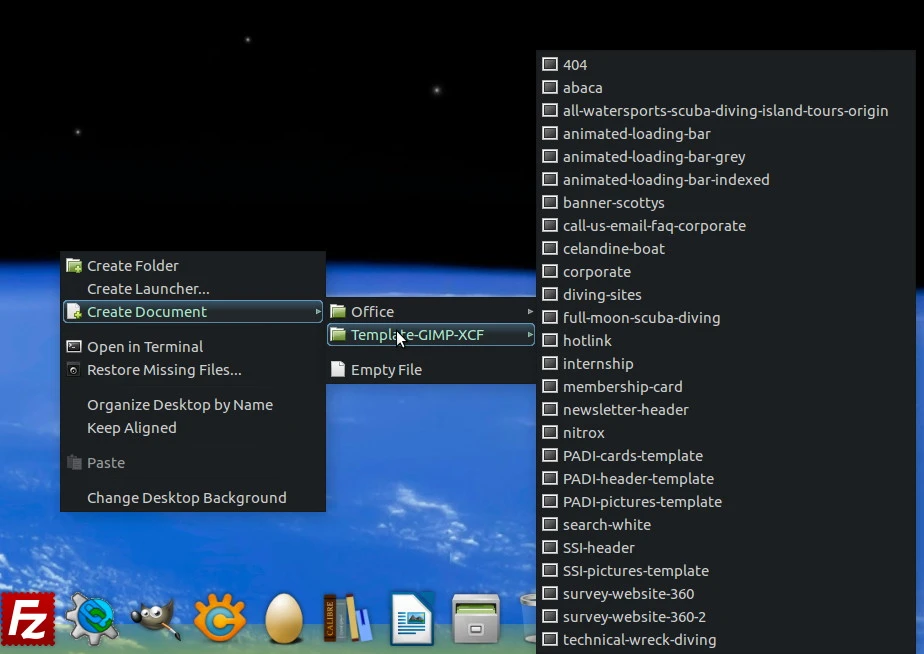 Create Folder
Create Launcher...
Create Document
Open in Terminal
Restore Missing Files...
Organize Desktop by Name
Keep Aligned
Paste
Change Desktop Background
Office
Template-GIMP-XCF
Empty File
404
abaca
all-watersports-scuba-diving-island-tours-origin
animated-loading-bar
animated-loading-bar-grey
animated-loading-bar-indexed
banner-scottys
call-us-email-faq-corporate
celandine-boat
corporate
diving-sites
full-moon-scuba-diving
hotlink
internship
membership-card
newsletter-header
nitrox
PADI-cards-template
PADI-header-template
PADI-pictures-template
search-white
SSI-header
SSI-pictures-template
survey-website-360
survey-website-360-2
technical-wreck-diving
Fz
CALIBRE